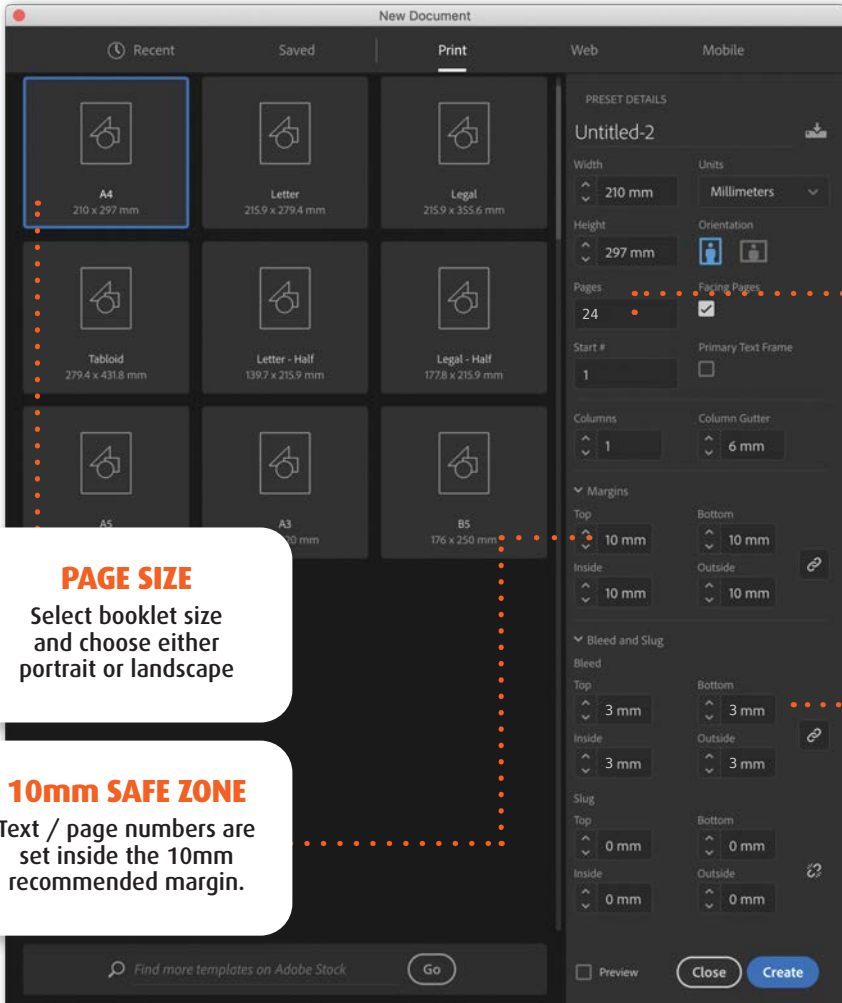 New Document
Recent Saved Print Web Mobile
A4
210 x 297 mm
Letter
215.9 x 279.4 mm
Legal
215.9 x 355.6 mm
Tabloid
279.4 x 431.8 mm
Letter - Half
139.7 x 215.9 mm
Legal - Half
177.8 x 215.9 mm
A5
A3
20 mm
B5
176 x 250 mm
PAGE SIZE
Select booklet size
and choose either
portrait or landscape
10mm SAFE ZONE
Text / page numbers are
set inside the 10mm
recommended margin.
Find more templates on Adobe Stock
Go
PRESET DETAILS
Untitled-2
Width Units
210 mm Millimeters
Height Orientation
297 mm
Pages Facing Pages
24
Start # Primary Text Frame
1
Columns Column Gutter
1 6 mm
Margins
Top Bottom
10 mm 10 mm
Inside Outside
10 mm 10 mm
Bleed and Slug
Bleed
Top Bottom
3 mm 3 mm
Inside Outside
3 mm 3 mm
Slug
Top Bottom
0 mm 0 mm
Inside Outside
0 mm 0 mm
Preview Close Create